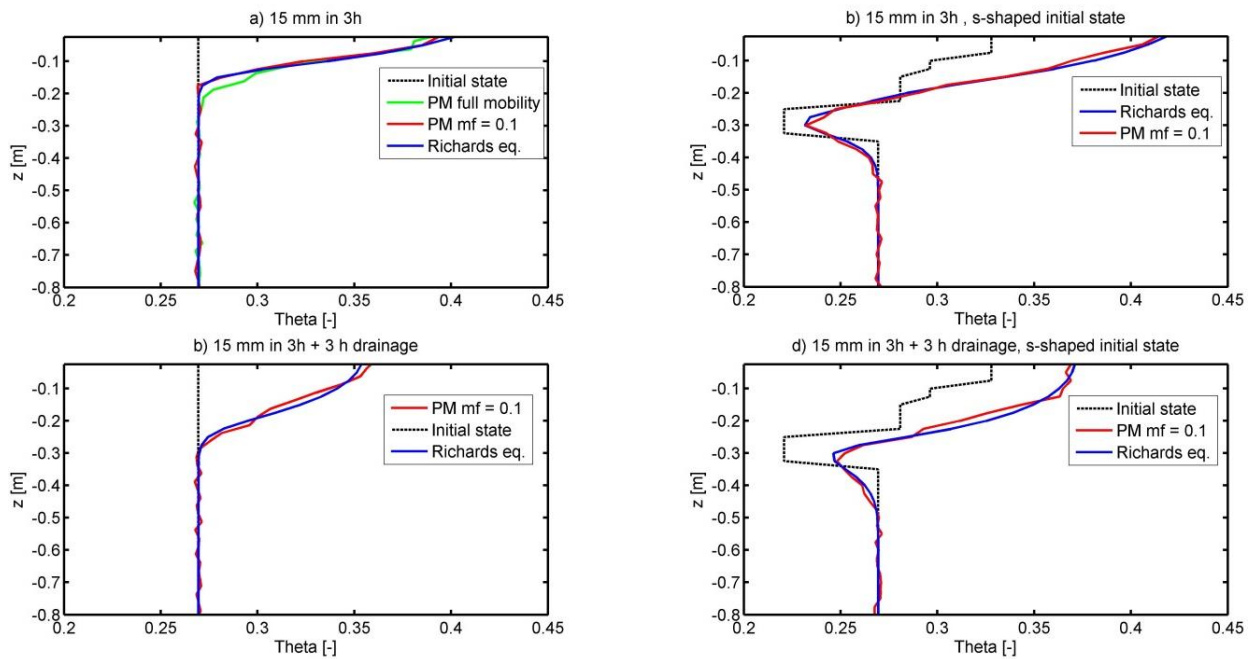 a) 15 mm in 3h
-0.1
-0.2
-0.3
-0.4
-0.5
-0.6
-0.7
-0.8
z [m]
0.2 0.25 0.3 0.35 0.4 0.45
Theta [-]
Initial state
PM full mobility
PM mf = 0.1
Richards eq.
b) 15 mm in 3h , s-shaped initial state
-0.1
-0.2
-0.3
-0.4
-0.5
-0.6
-0.7
-0.8
z [m]
0.2 0.25 0.3 0.35 0.4 0.45
Theta [-]
Initial state
Richards eq.
PM mf = 0.1
b) 15 mm in 3h + 3 h drainage
-0.1
-0.2
-0.3
-0.4
-0.5
-0.6
-0.7
-0.8
z [m]
0.2 0.25 0.3 0.35 0.4 0.45
Theta [-]
PM mf = 0.1
Initial state
Richards eq.
d) 15 mm in 3h + 3 h drainage, s-shaped initial state
-0.1
-0.2
-0.3
-0.4
-0.5
-0.6
-0.7
-0.8
z [m]
0.2 0.25 0.3 0.35 0.4 0.45
Theta [-]
Initial state
PM mf = 0.1
Richards eq.